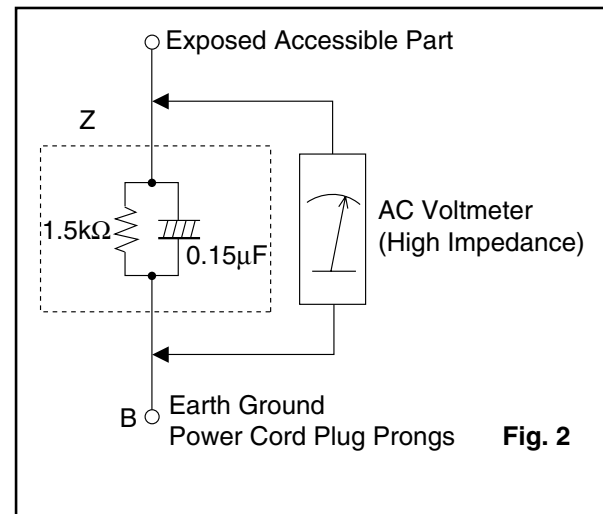 Exposed Accessible Part
Z
1.5kΩ
0.15μF
AC Voltmeter
(High Impedance)
B
Earth Ground
Power Cord Plug Prongs
Fig. 2